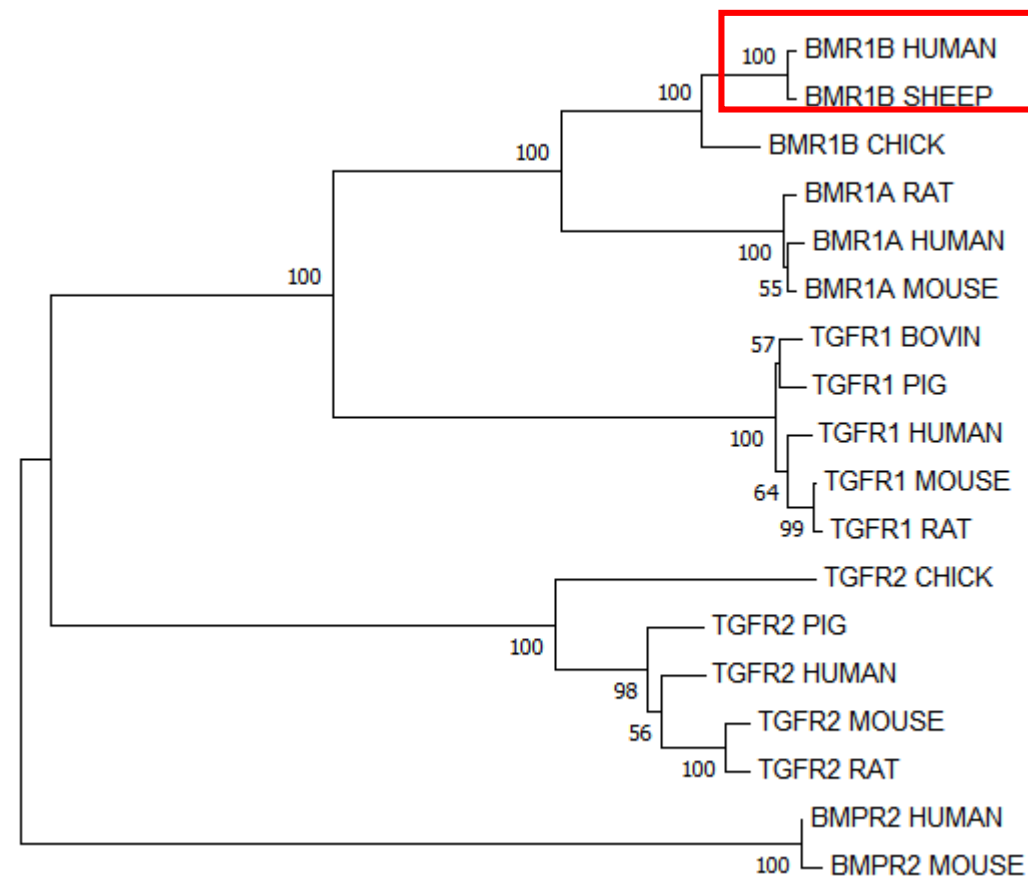 100 BMR1B HUMAN
100 BMR1B SHEEP
100 BMR1B CHICK
BMR1A RAT
100 BMR1A HUMAN
100 55 BMR1A MOUSE
57 TGFR1 BOVIN
TGFR1 PIG
100 TGFR1 HUMAN
64 TGFR1 MOUSE
99 TGFR1 RAT
TGFR2 CHICK
100 TGFR2 PIG
98 TGFR2 HUMAN
56 TGFR2 MOUSE
100 TGFR2 RAT
BMPR2 HUMAN
100 BMPR2 MOUSE